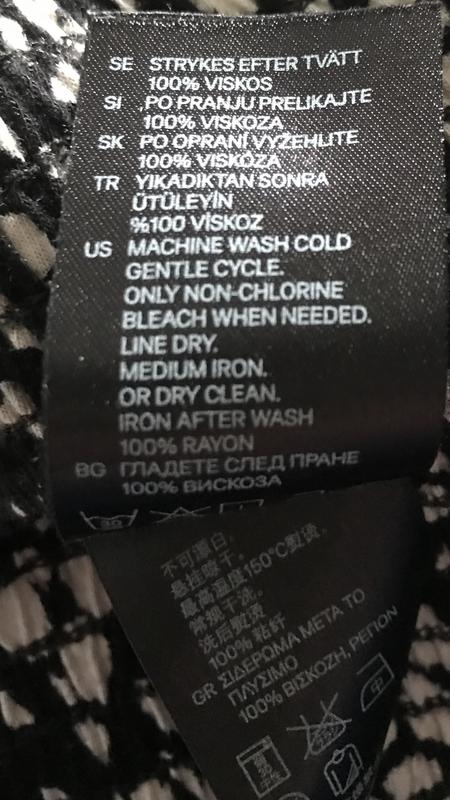 SE STRYKES EFTER TVÄTT
100% VISKOS
SI PO PRANJU PRELIKAJTE
100% VISKOZA
SK PO OPRANÍ VYŽEHLITE
100% VISKÓZA
TR YIKADIKTAN SONRA
ÜTÜLEYİN
%100 VİSKOZ
US MACHINE WASH COLD
GENTLE CYCLE.
ONLY NON-CHLORINE
BLEACH WHEN NEEDED.
LINE DRY.
MEDIUM IRON.
OR DRY CLEAN.
IRON AFTER WASH
100% RAYON
BG ГЛАДЕТЕ СЛЕД ПРАНЕ
100% ВИСКОЗА
30
不可漂白。
悬挂晾干。
最高温度150°C熨烫。
常规干洗。
洗后熨烫
100% 粘纤
GR ΣΙΔΕΡΩΜΑ ΜΕΤΑ ΤΟ
ΠΛΥΣΙΜΟ
100% ΒΙΣΚΟΖΗ, ΡΕΓΙΟΝ